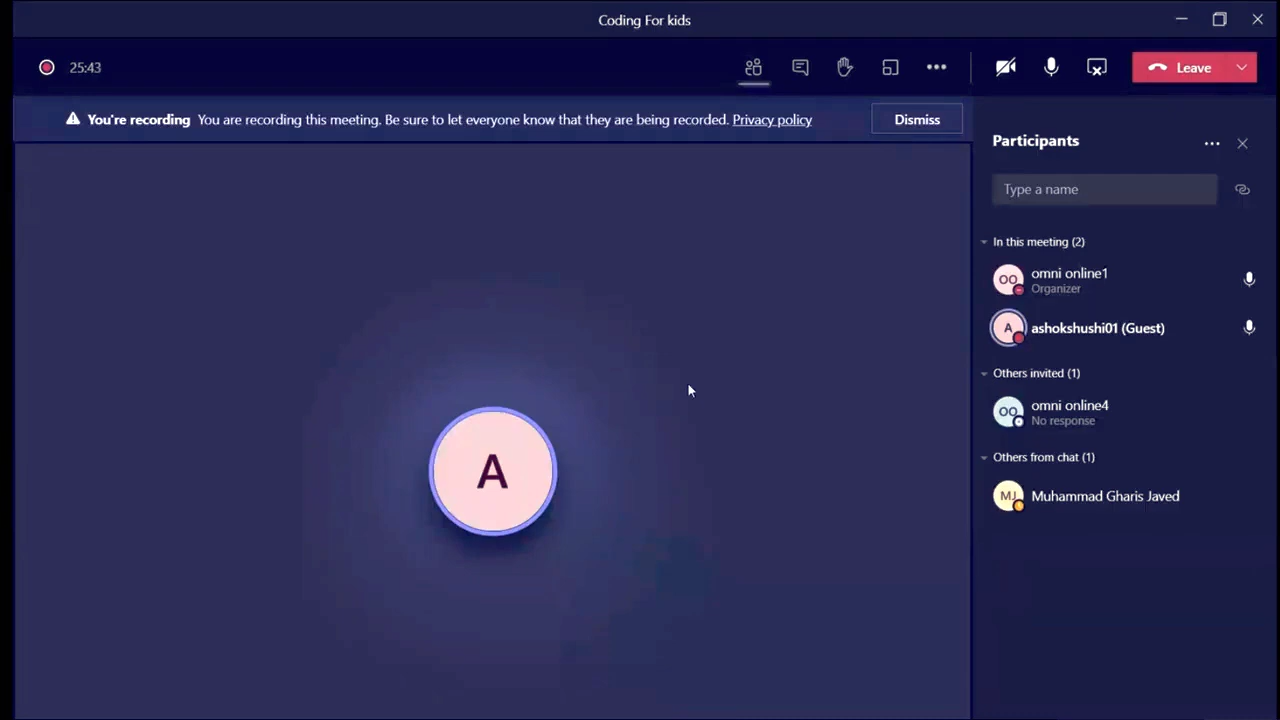 Coding For kids
25:43
Leave
You're recording You are recording this meeting. Be sure to let everyone know that they are being recorded. Privacy policy
Dismiss
Participants
Type a name
In this meeting (2)
OO
omni online1
Organizer
A
ashokshushi01 (Guest)
Others invited (1)
OO
omni online4
No response
Others from chat (1)
MJ
Muhammad Gharis Javed
A